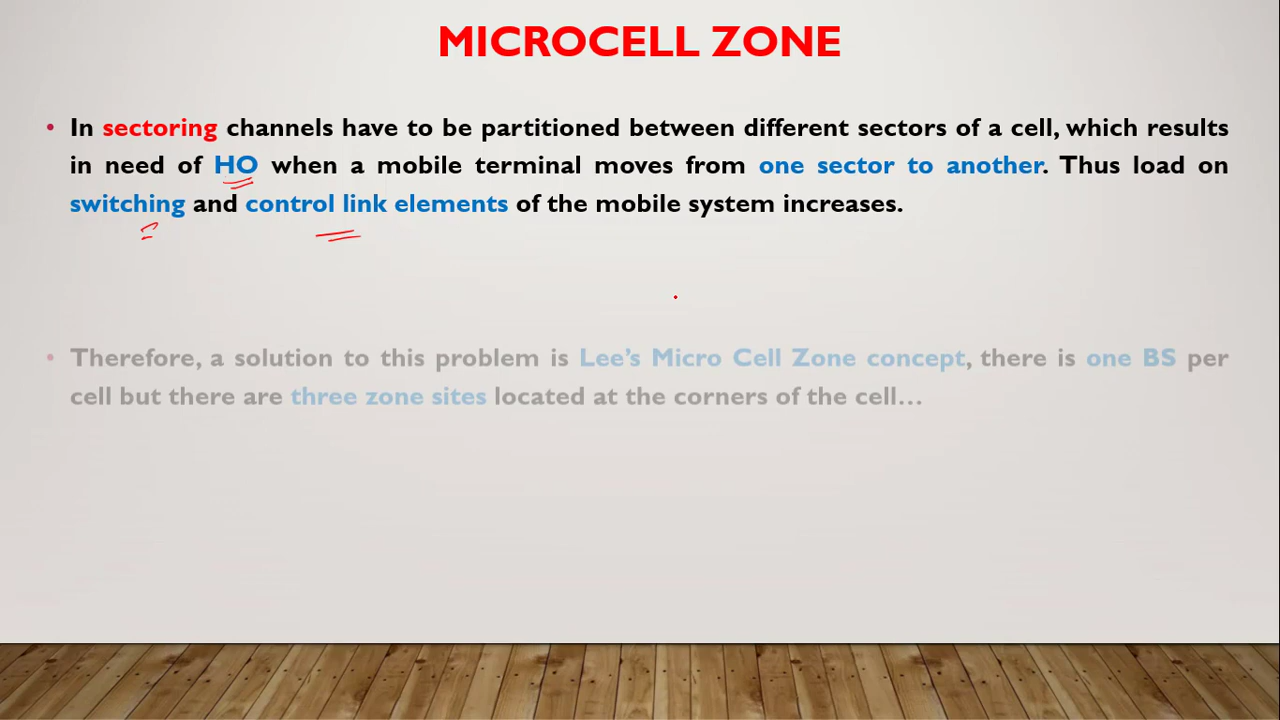 MICROCELL ZONE
• In sectoring channels have to be partitioned between different sectors of a cell, which results
in need of HO when a mobile terminal moves from one sector to another. Thus load on
switching and control link elements of the mobile system increases.
• Therefore, a solution to this problem is Lee’s Micro Cell Zone concept, there is one BS per
cell but there are three zone sites located at the corners of the cell…